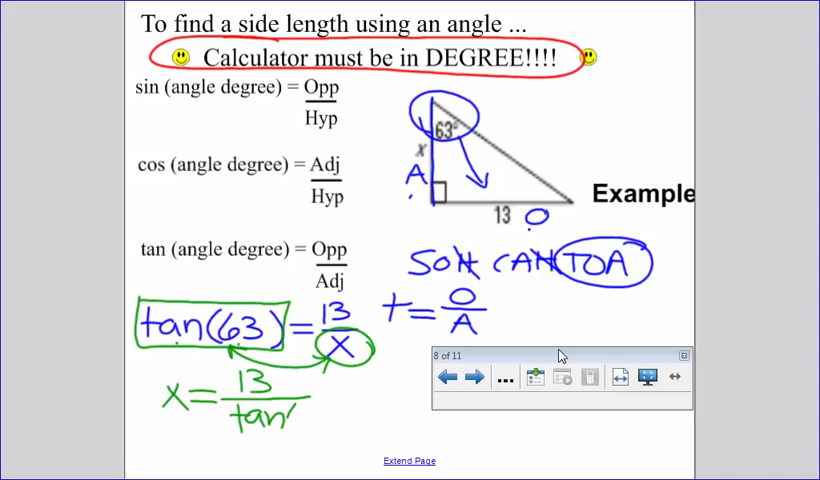 To find a side length using an angle ...
Calculator must be in DEGREE!!!!
sin (angle degree) = Opp
Hyp
63°
x
A
cos (angle degree) = Adj
Hyp
Example
13 O
tan (angle degree) = Opp
Adj
SOH CAH TOA
tan(63) = 13
x
t = O
A
8 of 11
...
x = 13
tan
Extend Page